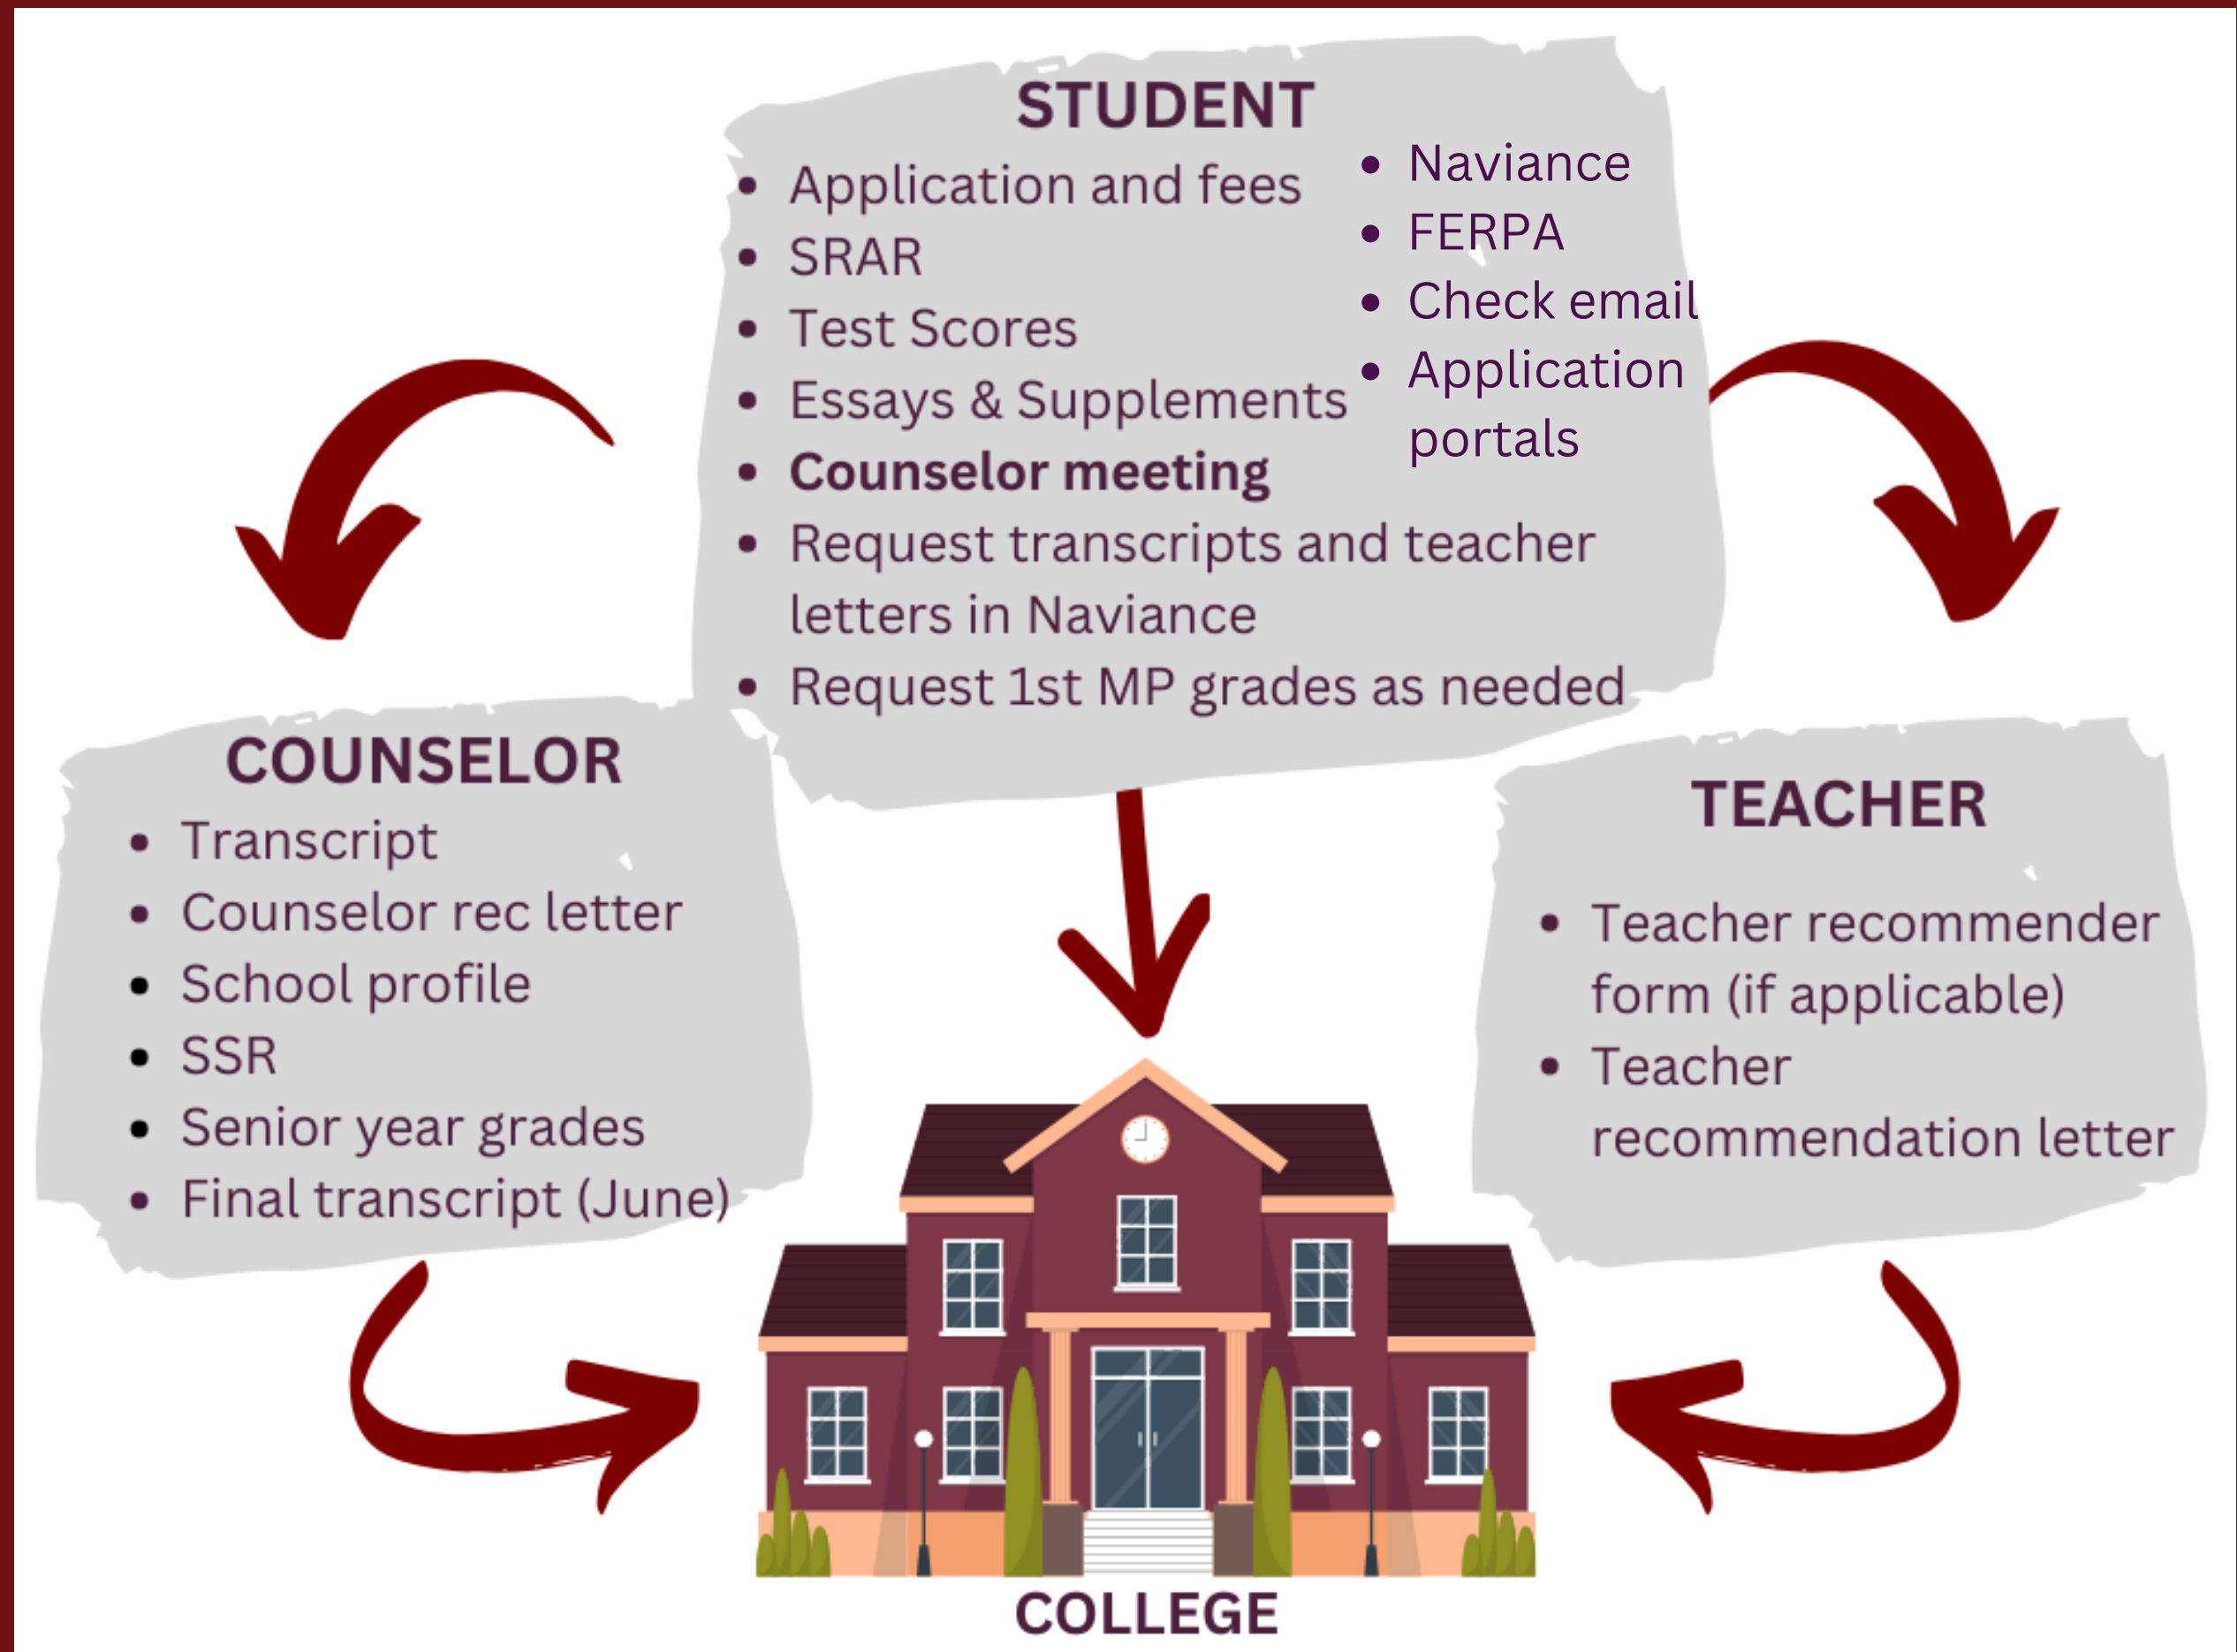 STUDENT
• Application and fees
• SRAR
• Test Scores
• Essays & Supplements
• Counselor meeting
• Request transcripts and teacher
letters in Naviance
• Request 1st MP grades as needed
• Naviance
• FERPA
• Check email
• Application
portals
COUNSELOR
• Transcript
• Counselor rec letter
• School profile
• SSR
• Senior year grades
• Final transcript (June)
TEACHER
• Teacher recommender
form (if applicable)
• Teacher
recommendation letter
COLLEGE